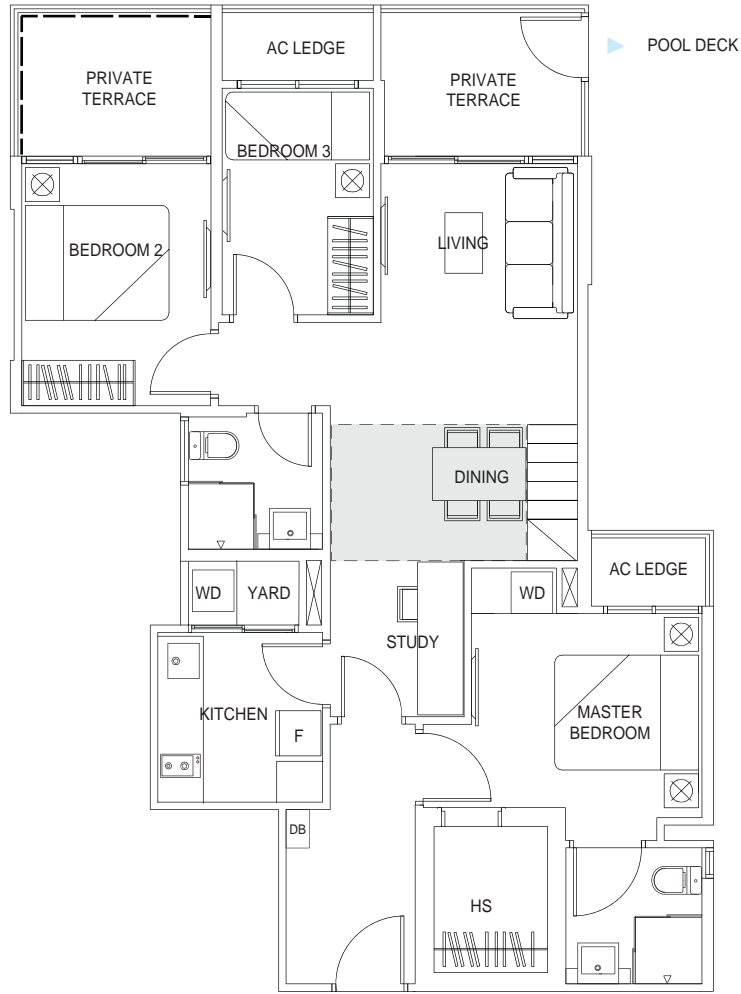 AC LEDGE
POOL DECK
PRIVATE
TERRACE
PRIVATE
TERRACE
BEDROOM 3
BEDROOM 2
LIVING
DINING
WD
YARD
WD
AC LEDGE
STUDY
KITCHEN
F
MASTER
BEDROOM
DB
HS